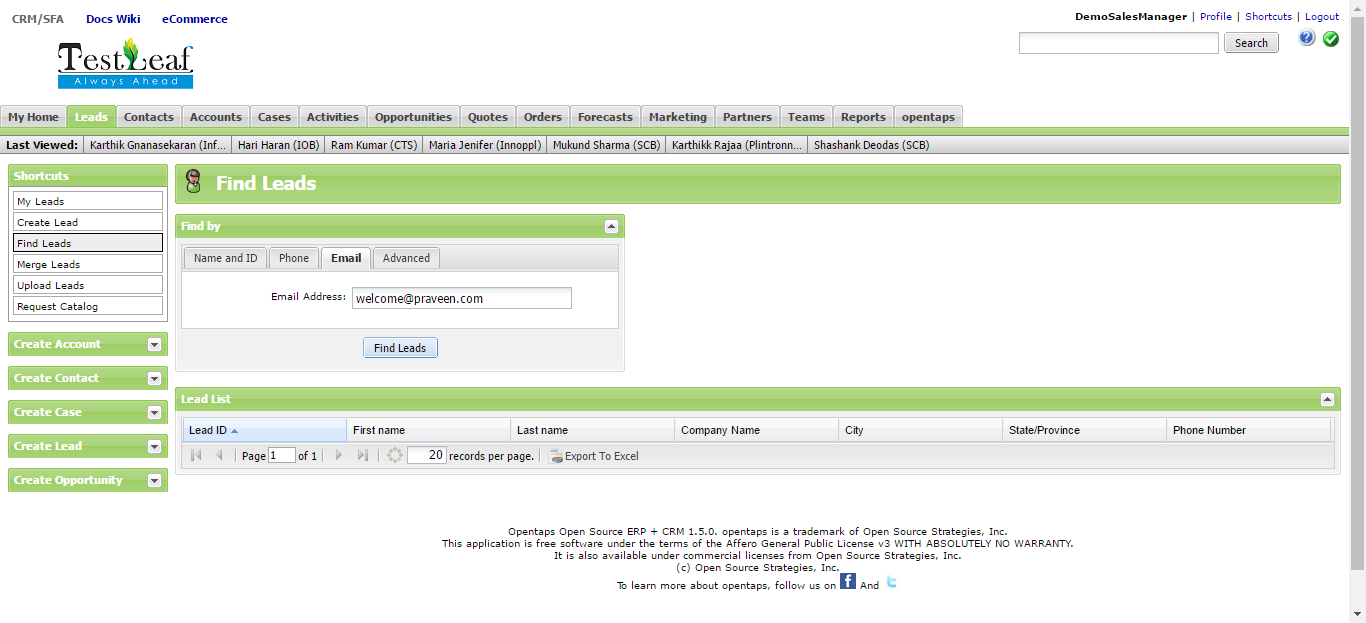 CRM/SFA Docs Wiki eCommerce
DemoSalesManager | Profile | Shortcuts | Logout
Search
TestLeaf
Always Ahead
My Home Leads Contacts Accounts Cases Activities Opportunities Quotes Orders Forecasts Marketing Partners Teams Reports opentaps
Last Viewed: Karthik Gnanasekaran (Inf... Hari Haran (IOB) Ram Kumar (CTS) Maria Jenifer (Innoppl) Mukund Sharma (SCB) Karthikk Rajaa (Plintronn... Shashank Deodas (SCB)
Shortcuts
My Leads
Create Lead
Find Leads
Merge Leads
Upload Leads
Request Catalog
Create Account
Create Contact
Create Case
Create Lead
Create Opportunity
Find Leads
Find by
Name and ID Phone Email Advanced
Email Address: welcome@praveen.com
Find Leads
Lead List
Lead ID First name Last name Company Name City State/Province Phone Number
Page 1 of 1 20 records per page. Export To Excel
Opentaps Open Source ERP + CRM 1.5.0. opentaps is a trademark of Open Source Strategies, Inc.
This application is free software under the terms of the Affero General Public License v3 WITH ABSOLUTELY NO WARRANTY.
It is also available under commercial licenses from Open Source Strategies, Inc.
(c) Open Source Strategies, Inc.
To learn more about opentaps, follow us on f And t